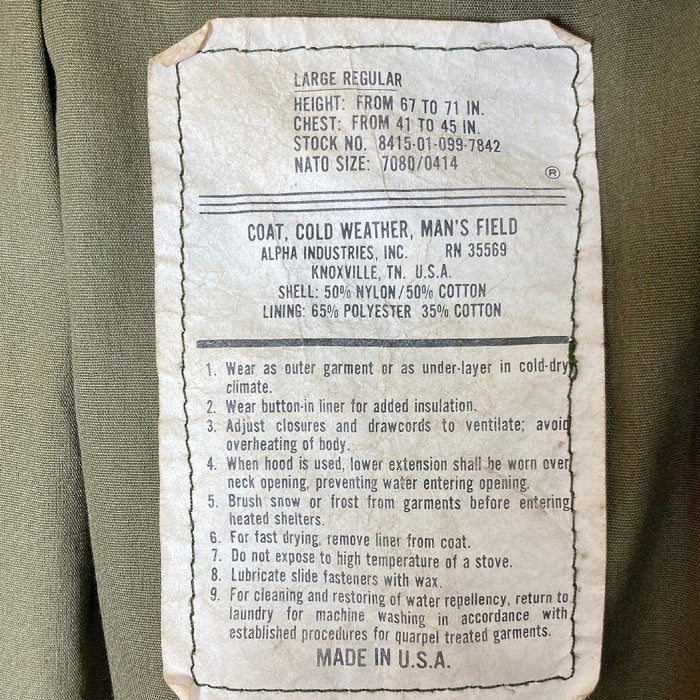 LARGE REGULAR
HEIGHT: FROM 67 TO 71 IN.
CHEST: FROM 41 TO 45 IN.
STOCK NO. 8415-01-099-7842
NATO SIZE: 7080/0414
®
COAT, COLD WEATHER, MAN'S FIELD
ALPHA INDUSTRIES, INC. RN 35569
KNOXVILLE, TN. U.S.A.
SHELL: 50% NYLON/50% COTTON
LINING: 65% POLYESTER 35% COTTON
1. Wear as outer garment or as under-layer in cold-dry
climate.
2. Wear button-in liner for added insulation.
3. Adjust closures and drawcords to ventilate; avoid
overheating of body.
4. When hood is used, lower extension shall be worn over
neck opening, preventing water entering opening.
5. Brush snow or frost from garments before entering
heated shelters.
6. For fast drying, remove liner from coat.
7. Do not expose to high temperature of a stove.
8. Lubricate slide fasteners with wax.
9. For cleaning and restoring of water repellency, return to
laundry for machine washing in accordance with
established procedures for quarpel treated garments.
MADE IN U.S.A.